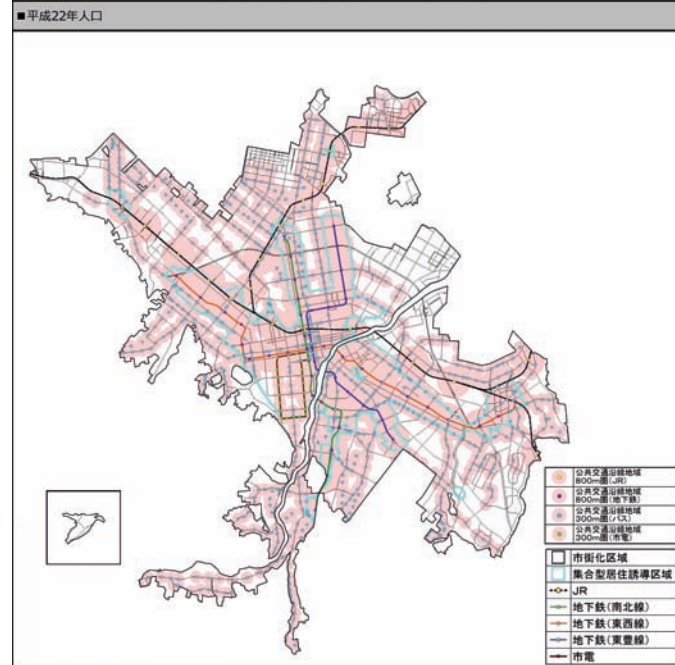 ■平成22年人口
公共交通沿線地域
800m圏(JR)
公共交通沿線地域
800m圏(地下鉄)
公共交通沿線地域
300m圏(バス)
公共交通沿線地域
300m圏(市電)
市街化区域
集合型居住誘導区域
JR
地下鉄(南北線)
地下鉄(東西線)
地下鉄(東豊線)
市電